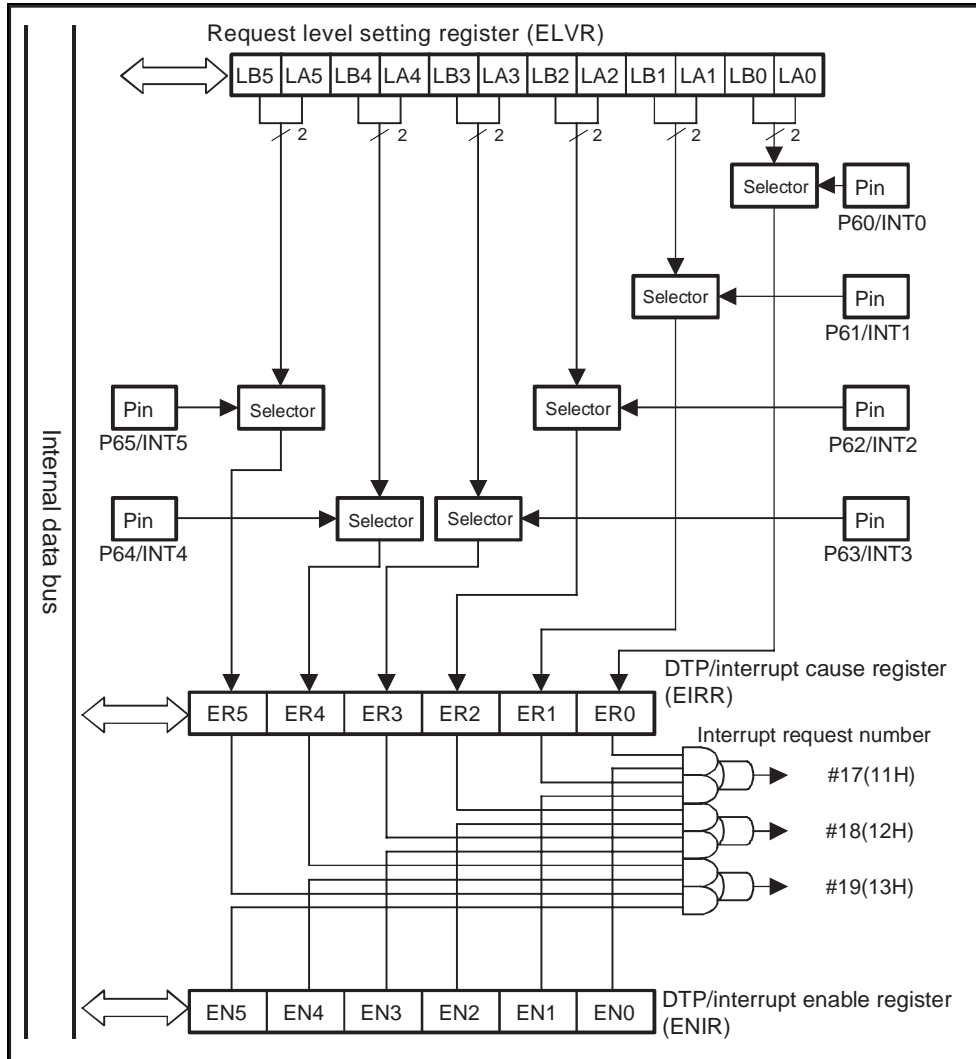 Request level setting register (ELVR)
LB5 LA5 LB4 LA4 LB3 LA3 LB2 LA2 LB1 LA1 LB0 LA0
2 2 2 2 2 2
Selector Pin
P60/INT0
Selector Pin
P61/INT1
Pin Selector Selector Pin
P65/INT5 P62/INT2
Pin Selector Selector Pin
P64/INT4 P63/INT3
Internal data bus
DTP/interrupt cause register
(EIRR)
ER5 ER4 ER3 ER2 ER1 ER0
Interrupt request number
#17(11H)
#18(12H)
#19(13H)
EN5 EN4 EN3 EN2 EN1 EN0
DTP/interrupt enable register
(ENIR)